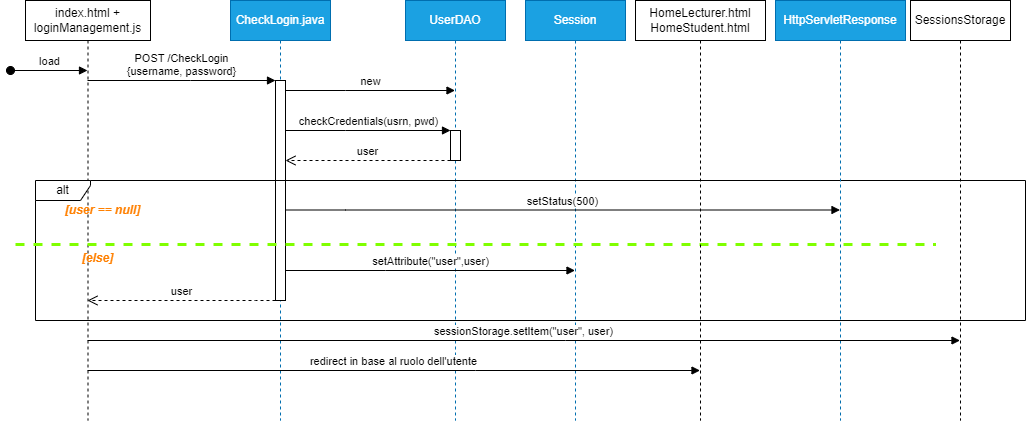 index.html +
loginManagement.js
CheckLogin.java
UserDAO
Session
HomeLecturer.html
HomeStudent.html
HttpServletResponse
SessionsStorage
load
POST /CheckLogin
{username, password}
new
checkCredentials(usrn, pwd)
user
alt
[user == null]
setStatus(500)
[else]
setAttribute("user",user)
user
sessionStorage.setItem("user", user)
redirect in base al ruolo dell'utente